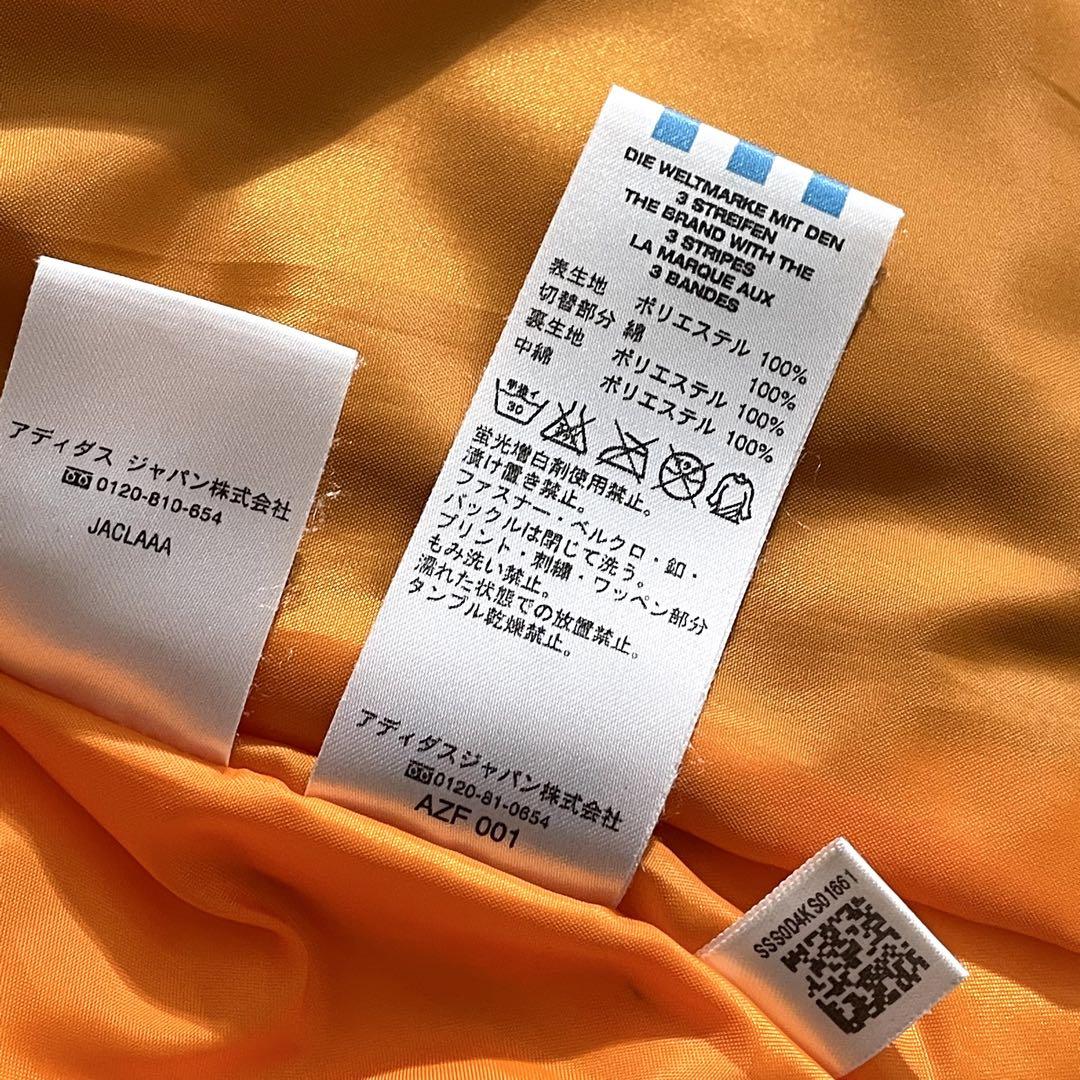 アディダス ジャパン株式会社
0120-810-654
JACLAAA
DIE WELTMARKE MIT DEN
3 STREIFEN
THE BRAND WITH THE
3 STRIPES
LA MARQUE AUX
3 BANDES
表生地 ポリエステル 100%
切替部分 綿 100%
裏生地 ポリエステル 100%
中綿 ポリエステル 100%
30
蛍光増白剤使用禁止。
漬け置き禁止。
ファスナー・ベルクロ・釦・
バックルは閉じて洗う。
プリント・刺繍・ワッペン部分
もみ洗い禁止。
濡れた状態での放置禁止。
タンブル乾燥禁止。
アディダスジャパン株式会社
0120-81-0654
AZF 001
SSS0D4KS01661